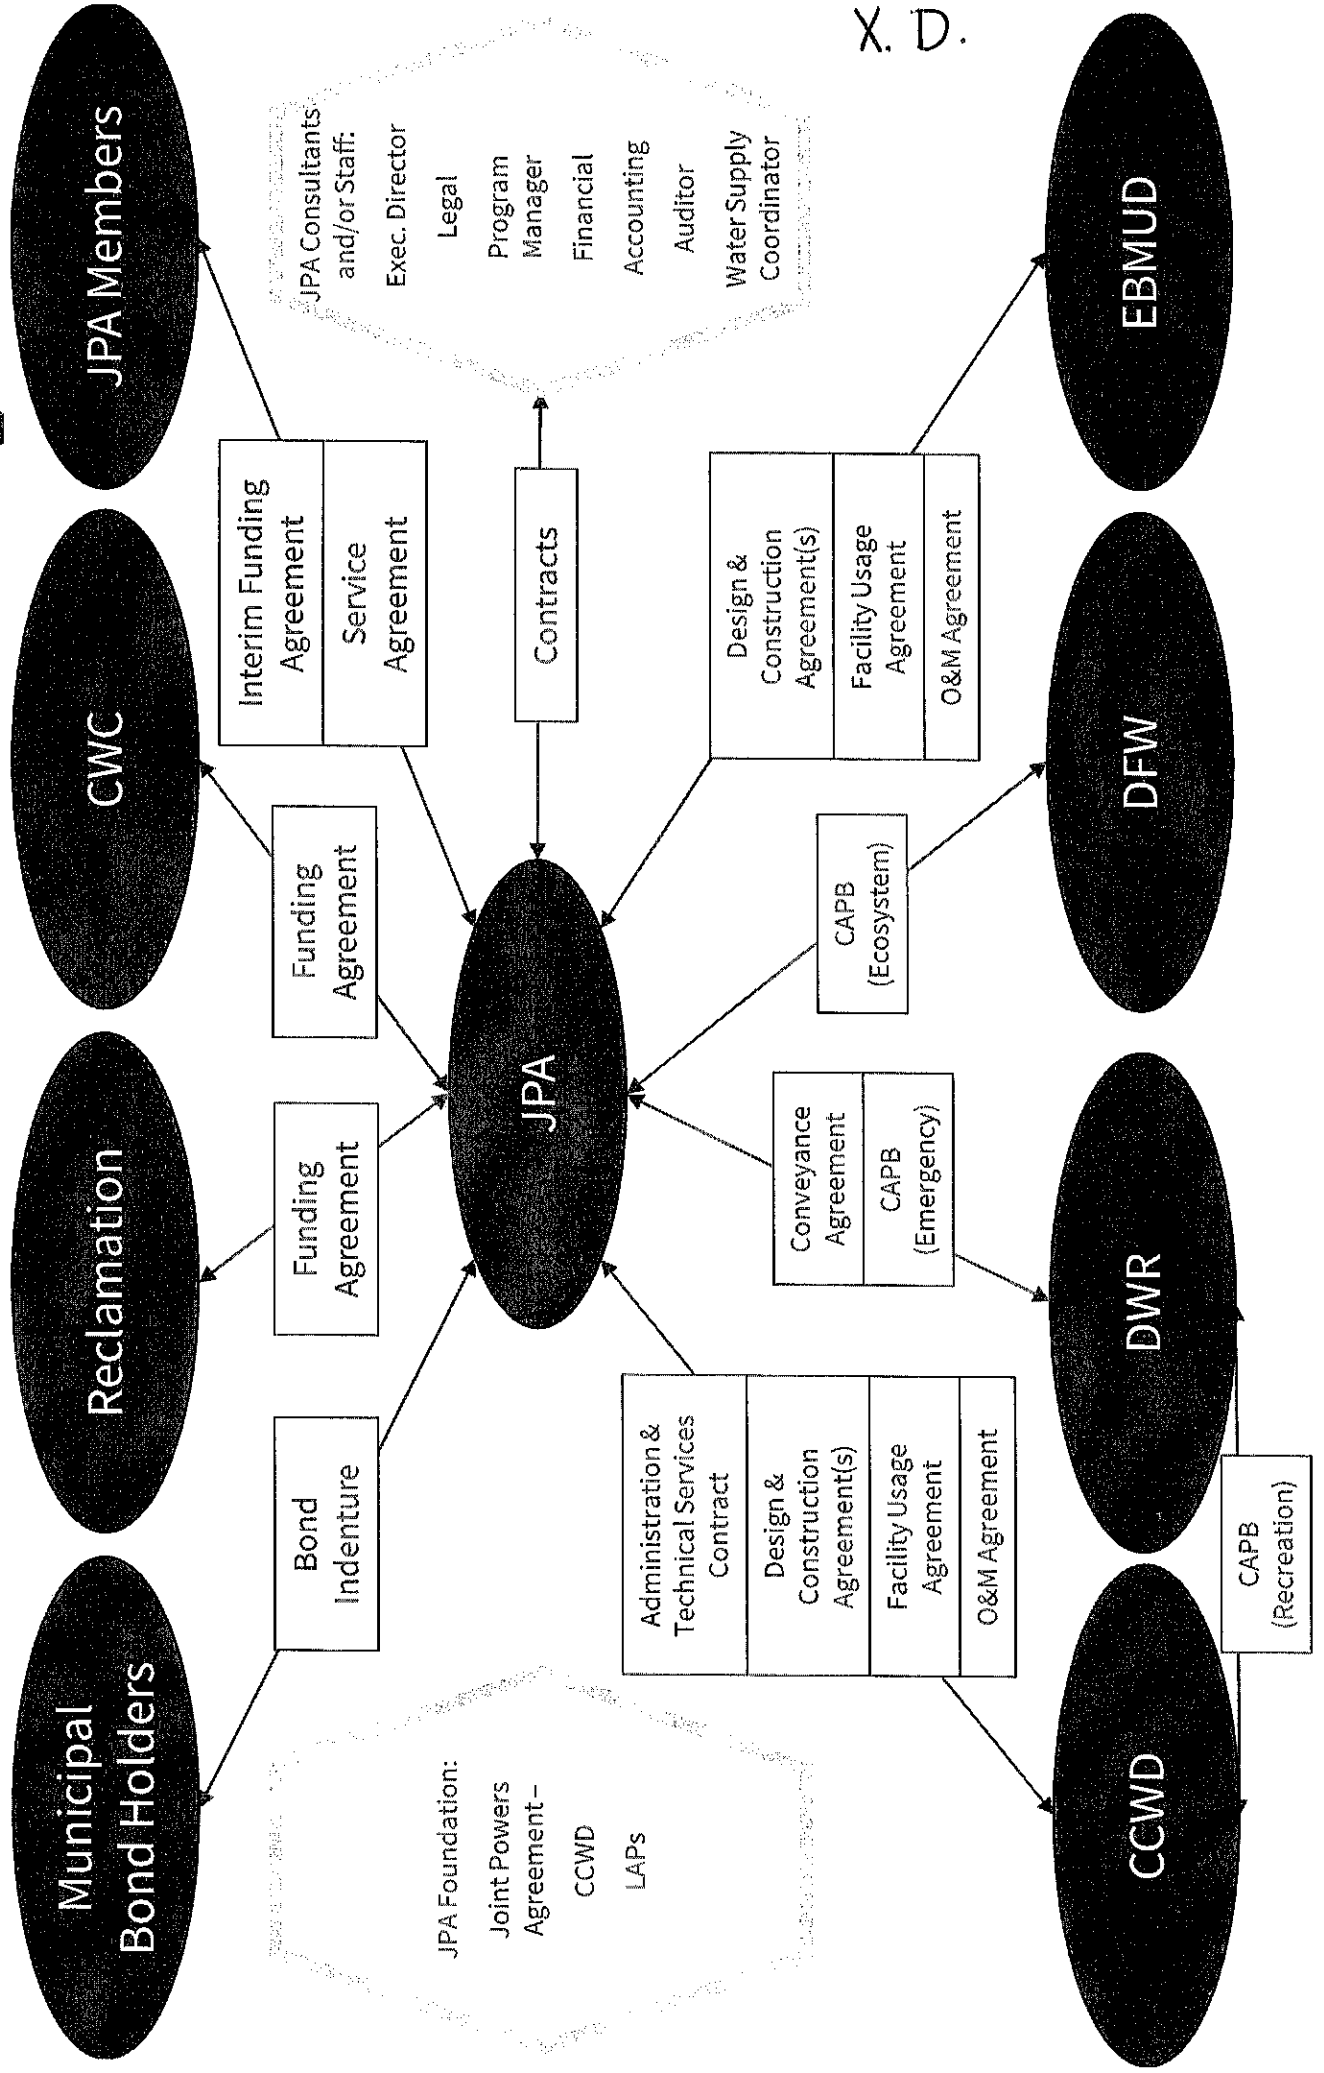 X. D.
Municipal
Bond Holders
Reclamation
CWC
JPA Members
Bond
Indenture
Funding
Agreement
Funding
Agreement
Interim Funding
Agreement
Service
Agreement
JPA Foundation:
Joint Powers
Agreement–
CCWD
LAPs
JPA
Contracts
JPA Consultants
and/or Staff:
Exec. Director
Legal
Program
Manager
Financial
Accounting
Auditor
Water Supply
Coordinator
Administration &
Technical Services
Contract
Design &
Construction
Agreement(s)
Facility Usage
Agreement
O&M Agreement
Conveyance
Agreement
CAPB
(Emergency)
CAPB
(Ecosystem)
Design &
Construction
Agreement(s)
Facility Usage
Agreement
O&M Agreement
CCWD
DWR
DFW
EBMUD
CAPB
(Recreation)